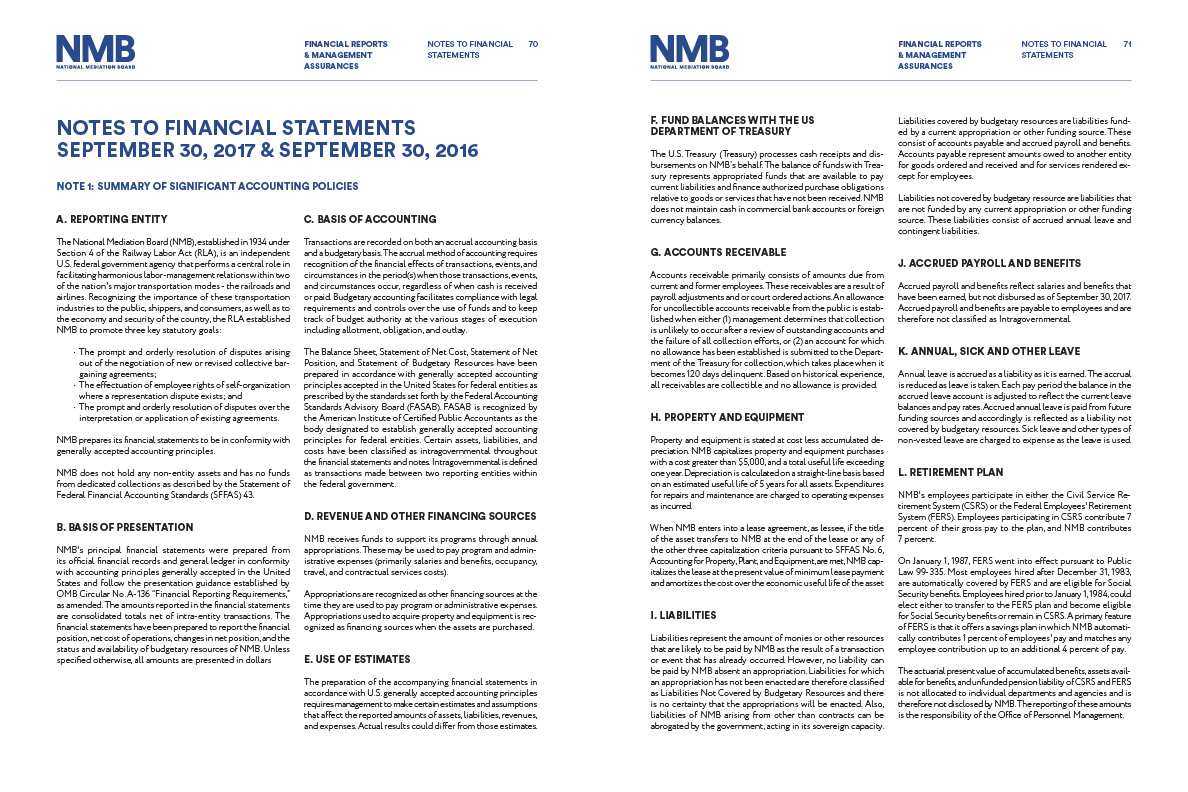 NMB
NATIONAL MEDIATION BOARD
FINANCIAL REPORTS
& MANAGEMENT
ASSURANCES
NOTES TO FINANCIAL
STATEMENTS
70
NOTES TO FINANCIAL STATEMENTS
SEPTEMBER 30, 2017 & SEPTEMBER 30, 2016
NOTE 1: SUMMARY OF SIGNIFICANT ACCOUNTING POLICIES
A. REPORTING ENTITY
The National Mediation Board (NMB), established in 1934 under
Section 4 of the Railway Labor Act (RLA), is an independent
U.S. federal government agency that performs a central role in
facilitating harmonious labor-management relations within two
of the nation's major transportation modes - the railroads and
airlines. Recognizing the importance of these transportation
industries to the public, shippers, and consumers, as well as to
the economy and security of the country, the RLA established
NMB to promote three key statutory goals:
· The prompt and orderly resolution of disputes arising
out of the negotiation of new or revised collective bar-
gaining agreements;
· The effectuation of employee rights of self-organization
where a representation dispute exists; and
· The prompt and orderly resolution of disputes over the
interpretation or application of existing agreements.
NMB prepares its financial statements to be in conformity with
generally accepted accounting principles.
NMB does not hold any non-entity assets and has no funds
from dedicated collections as described by the Statement of
Federal Financial Accounting Standards (SFFAS) 43.
B. BASIS OF PRESENTATION
NMB's principal financial statements were prepared from
its official financial records and general ledger in conformity
with accounting principles generally accepted in the United
States and follow the presentation guidance established by
OMB Circular No. A-136 "Financial Reporting Requirements,"
as amended. The amounts reported in the financial statements
are consolidated totals net of intra-entity transactions. The
financial statements have been prepared to report the financial
position, net cost of operations, changes in net position, and the
status and availability of budgetary resources of NMB. Unless
specified otherwise, all amounts are presented in dollars
C. BASIS OF ACCOUNTING
Transactions are recorded on both an accrual accounting basis
and a budgetary basis. The accrual method of accounting requires
recognition of the financial effects of transactions, events, and
circumstances in the period(s) when those transactions, events,
and circumstances occur, regardless of when cash is received
or paid. Budgetary accounting facilitates compliance with legal
requirements and controls over the use of funds and to keep
track of budget authority at the various stages of execution
including allotment, obligation, and outlay.
The Balance Sheet, Statement of Net Cost, Statement of Net
Position, and Statement of Budgetary Resources have been
prepared in accordance with generally accepted accounting
principles accepted in the United States for federal entities as
prescribed by the standards set forth by the Federal Accounting
Standards Advisory Board (FASAB). FASAB is recognized by
the American Institute of Certified Public Accountants as the
body designated to establish generally accepted accounting
principles for federal entities. Certain assets, liabilities, and
costs have been classified as intragovernmental throughout
the financial statements and notes. Intragovernmental is defined
as transactions made between two reporting entities within
the federal government.
D. REVENUE AND OTHER FINANCING SOURCES
NMB receives funds to support its programs through annual
appropriations. These may be used to pay program and admin-
istrative expenses (primarily salaries and benefits, occupancy,
travel, and contractual services costs).
Appropriations are recognized as other financing sources at the
time they are used to pay program or administrative expenses.
Appropriations used to acquire property and equipment is rec-
ognized as financing sources when the assets are purchased.
E. USE OF ESTIMATES
The preparation of the accompanying financial statements in
accordance with U.S. generally accepted accounting principles
requires management to make certain estimates and assumptions
that affect the reported amounts of assets, liabilities, revenues,
and expenses. Actual results could differ from those estimates.
NMB
NATIONAL MEDIATION BOARD
FINANCIAL REPORTS
& MANAGEMENT
ASSURANCES
NOTES TO FINANCIAL
STATEMENTS
71
F. FUND BALANCES WITH THE US
DEPARTMENT OF TREASURY
The U.S. Treasury (Treasury) processes cash receipts and dis-
bursements on NMB's behalf. The balance of funds with Trea-
sury represents appropriated funds that are available to pay
current liabilities and finance authorized purchase obligations
relative to goods or services that have not been received. NMB
does not maintain cash in commercial bank accounts or foreign
currency balances.
G. ACCOUNTS RECEIVABLE
Accounts receivable primarily consists of amounts due from
current and former employees. These receivables are a result of
payroll adjustments and or court ordered actions. An allowance
for uncollectible accounts receivable from the public is estab-
lished when either (1) management determines that collection
is unlikely to occur after a review of outstanding accounts and
the failure of all collection efforts, or (2) an account for which
no allowance has been established is submitted to the Depart-
ment of the Treasury for collection, which takes place when it
becomes 120 days delinquent. Based on historical experience,
all receivables are collectible and no allowance is provided.
H. PROPERTY AND EQUIPMENT
Property and equipment is stated at cost less accumulated de-
preciation. NMB capitalizes property and equipment purchases
with a cost greater than $5,000, and a total useful life exceeding
one year. Depreciation is calculated on a straight-line basis based
on an estimated useful life of 5 years for all assets. Expenditures
for repairs and maintenance are charged to operating expenses
as incurred.
When NMB enters into a lease agreement, as lessee, if the title
of the asset transfers to NMB at the end of the lease or any of
the other three capitalization criteria pursuant to SFFAS No. 6,
Accounting for Property, Plant, and Equipment, are met, NMB cap-
italizes the lease at the present value of minimum lease payment
and amortizes the cost over the economic useful life of the asset
I. LIABILITIES
Liabilities represent the amount of monies or other resources
that are likely to be paid by NMB as the result of a transaction
or event that has already occurred. However, no liability can
be paid by NMB absent an appropriation. Liabilities for which
an appropriation has not been enacted are therefore classified
as Liabilities Not Covered by Budgetary Resources and there
is no certainty that the appropriations will be enacted. Also,
liabilities of NMB arising from other than contracts can be
abrogated by the government, acting in its sovereign capacity.
Liabilities covered by budgetary resources are liabilities fund-
ed by a current appropriation or other funding source. These
consist of accounts payable and accrued payroll and benefits.
Accounts payable represent amounts owed to another entity
for goods ordered and received and for services rendered ex-
cept for employees.
Liabilities not covered by budgetary resource are liabilities that
are not funded by any current appropriation or other funding
source. These liabilities consist of accrued annual leave and
contingent liabilities.
J. ACCRUED PAYROLL AND BENEFITS
Accrued payroll and benefits reflect salaries and benefits that
have been earned, but not disbursed as of September 30, 2017.
Accrued payroll and benefits are payable to employees and are
therefore not classified as Intragovernmental.
K. ANNUAL, SICK AND OTHER LEAVE
Annual leave is accrued as a liability as it is earned. The accrual
is reduced as leave is taken. Each pay period the balance in the
accrued leave account is adjusted to reflect the current leave
balances and pay rates. Accrued annual leave is paid from future
funding sources and accordingly is reflected as a liability not
covered by budgetary resources. Sick leave and other types of
non-vested leave are charged to expense as the leave is used.
L. RETIREMENT PLAN
NMB's employees participate in either the Civil Service Re-
tirement System (CSRS) or the Federal Employees' Retirement
System (FERS). Employees participating in CSRS contribute 7
percent of their gross pay to the plan, and NMB contributes
7 percent.
On January 1, 1987, FERS went into effect pursuant to Public
Law 99-335. Most employees hired after December 31, 1983,
are automatically covered by FERS and are eligible for Social
Security benefits. Employees hired prior to January 1, 1984, could
elect either to transfer to the FERS plan and become eligible
for Social Security benefits or remain in CSRS. A primary feature
of FERS is that it offers a savings plan in which NMB automati-
cally contributes 1 percent of employees' pay and matches any
employee contribution up to an additional 4 percent of pay.
The actuarial present value of accumulated benefits, assets avail-
able for benefits, and unfunded pension liability of CSRS and FERS
is not allocated to individual departments and agencies and is
therefore not disclosed by NMB. The reporting of these amounts
is the responsibility of the Office of Personnel Management.